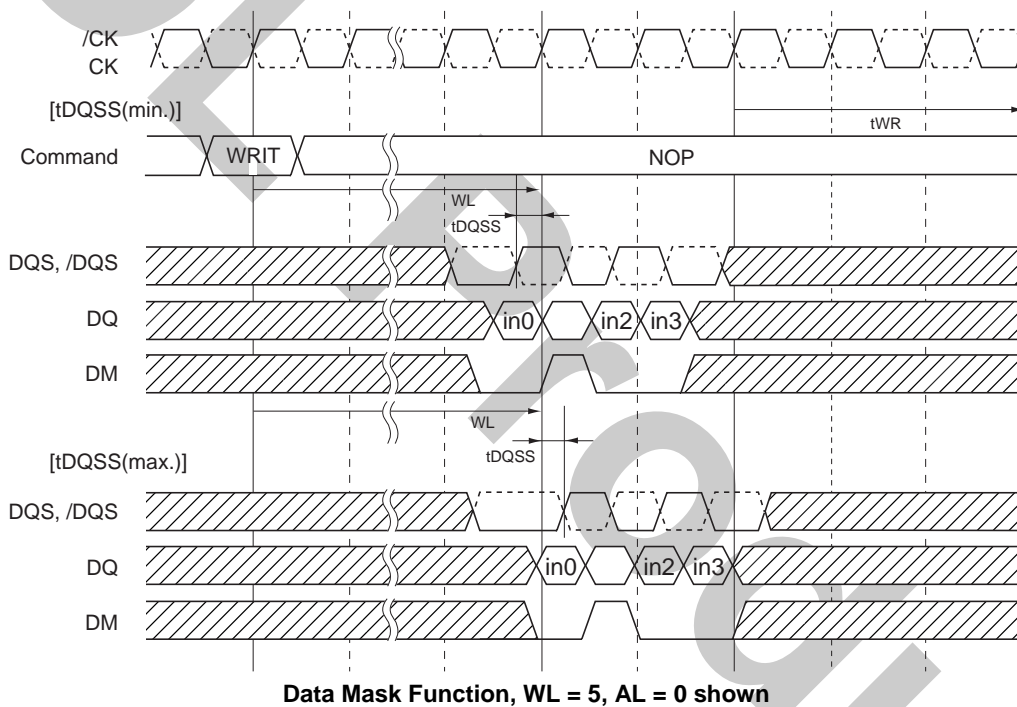 /CK
CK
[tDQSS(min.)]
tWR
Command WRIT NOP
WL
tDQSS
DQS, /DQS
DQ in0 in2 in3
DM
WL
tDQSS
[tDQSS(max.)]
DQS, /DQS
DQ in0 in2 in3
DM
Data Mask Function, WL = 5, AL = 0 shown